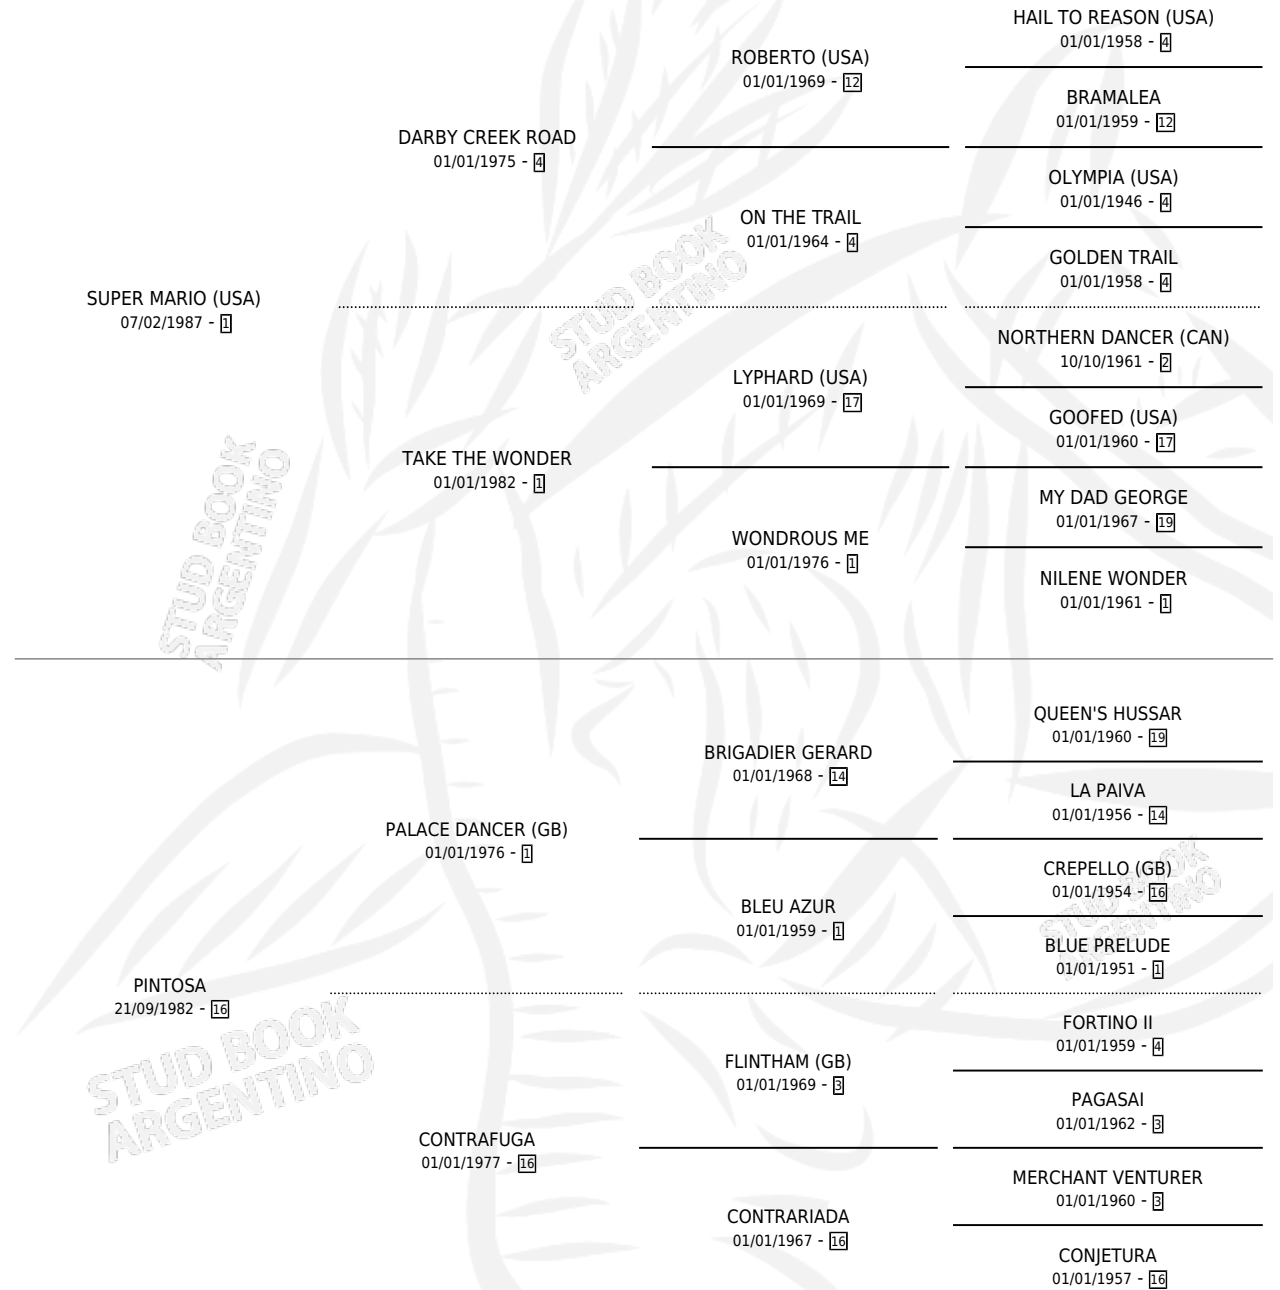 HAIL TO REASON (USA)
01/01/1958 - 4
ROBERTO (USA)
01/01/1969 - 12
BRAMALEA
01/01/1959 - 12
DARBY CREEK ROAD
01/01/1975 - 4
OLYMPIA (USA)
01/01/1946 - 4
ON THE TRAIL
01/01/1964 - 4
GOLDEN TRAIL
01/01/1958 - 4
SUPER MARIO (USA)
07/02/1987 - 1
STUD BOOK
ARGENTINO
NORTHERN DANCER (CAN)
10/10/1961 - 2
LYPHARD (USA)
01/01/1969 - 17
GOOFED (USA)
01/01/1960 - 17
TAKE THE WONDER
01/01/1982 - 1
MY DAD GEORGE
01/01/1967 - 19
WONDROUS ME
01/01/1976 - 1
NILENE WONDER
01/01/1961 - 1
STUD BOOK
ARGENTINO
QUEEN'S HUSSAR
01/01/1960 - 19
BRIGADIER GERARD
01/01/1968 - 14
LA PAIVA
01/01/1956 - 14
PALACE DANCER (GB)
01/01/1976 - 1
CREPELLO (GB)
01/01/1954 - 16
STUD BOOK
ARGENTINO
BLEU AZUR
01/01/1959 - 1
BLUE PRELUDE
01/01/1951 - 1
PINTOSA
21/09/1982 - 16
STUD BOOK
ARGENTINO
FORTINO II
01/01/1959 - 4
FLINTHAM (GB)
01/01/1969 - 3
PAGASAI
01/01/1962 - 3
CONTRAFUGA
01/01/1977 - 16
MERCHANT VENTURER
01/01/1960 - 3
CONTRARIADA
01/01/1967 - 16
CONJETURA
01/01/1957 - 16